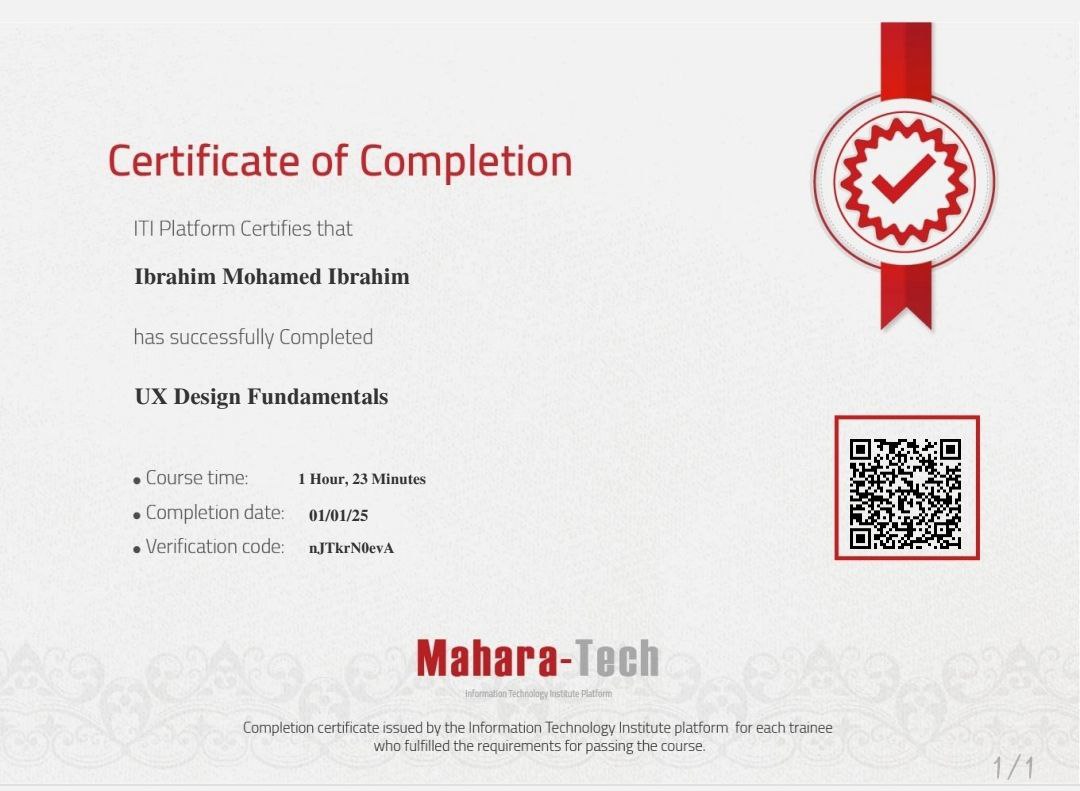 Certificate of Completion
ITI Platform Certifies that
Ibrahim Mohamed Ibrahim
has successfully Completed
UX Design Fundamentals
• Course time: 1 Hour, 23 Minutes
• Completion date: 01/01/25
• Verification code: nJTkrN0evA
Mahara-Tech
Information Technology Institute Platform
Completion certificate issued by the Information Technology Institute platform for each trainee
who fulfilled the requirements for passing the course.
1/1